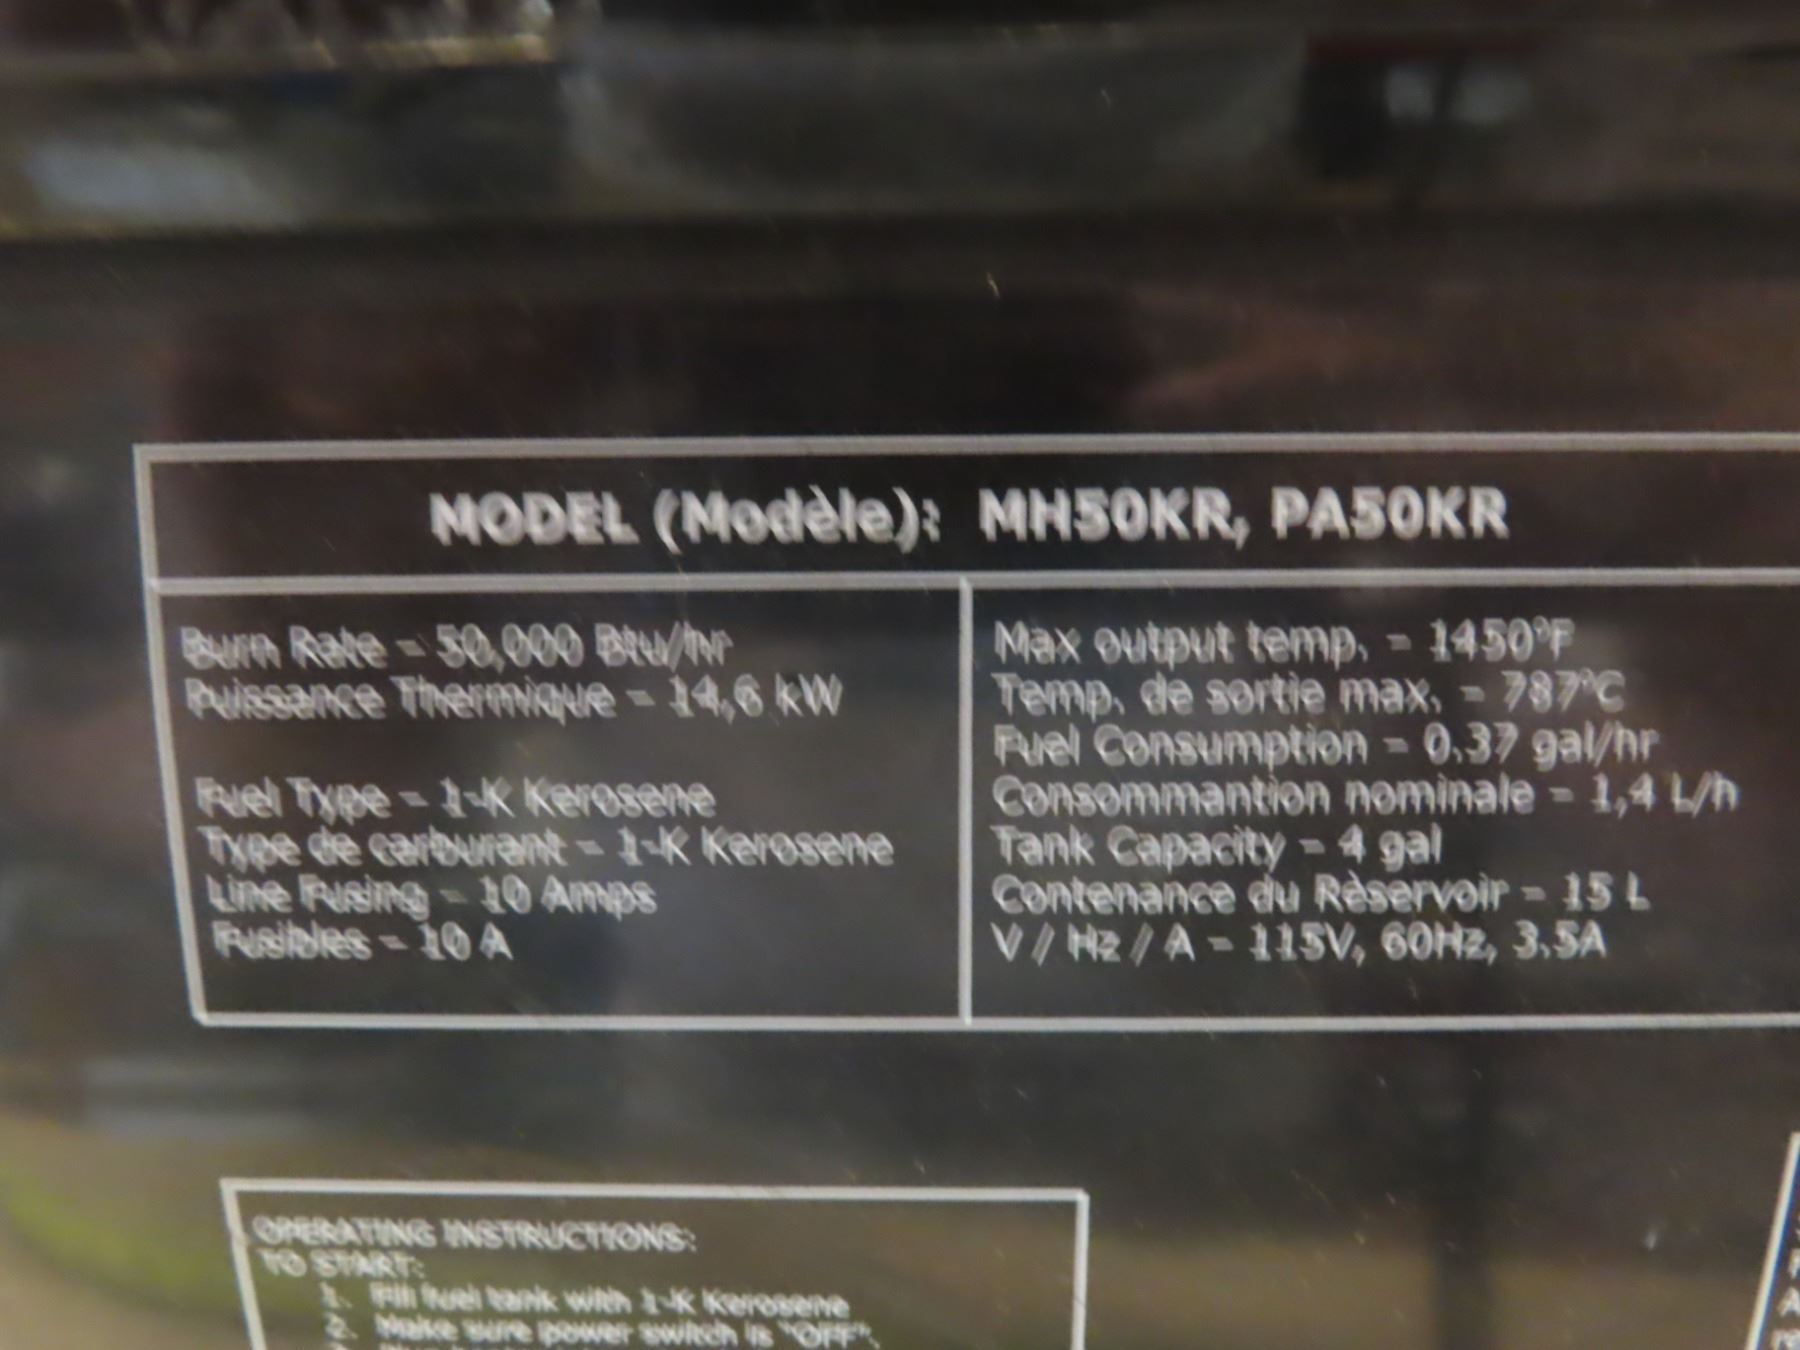 MODEL (Modèle): MH50KR, PA50KR
Burn Rate – 50,000 Btu/hr
Puissance Thermique – 14,6 kW
Fuel Type – 1-K Kerosene
Type de carburant – 1-K Kerosene
Line Fusing – 10 Amps
Fusibles – 10 A
Max output temp. – 1450°F
Temp. de sortie max. – 787°C
Fuel Consumption – 0.37 gal/hr
Consommantion nominale – 1,4 L/h
Tank Capacity – 4 gal
Contenance du Rèservoir – 15 L
V / Hz / A – 115V, 60Hz, 3.5A
OPERATING INSTRUCTIONS:
TO START:
1. Fill fuel tank with 1-K Kerosene
2. Make sure power switch is "OFF".